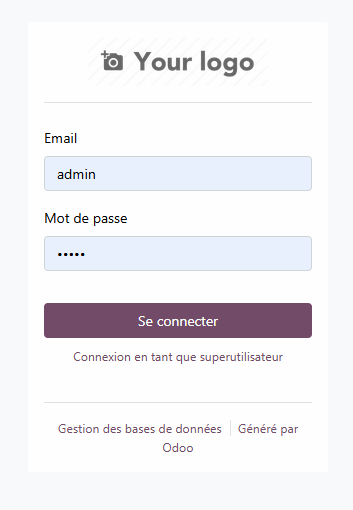 Your logo
Email
admin
Mot de passe
•••••
Se connecter
Connexion en tant que superutilisateur
Gestion des bases de données | Généré par
Odoo